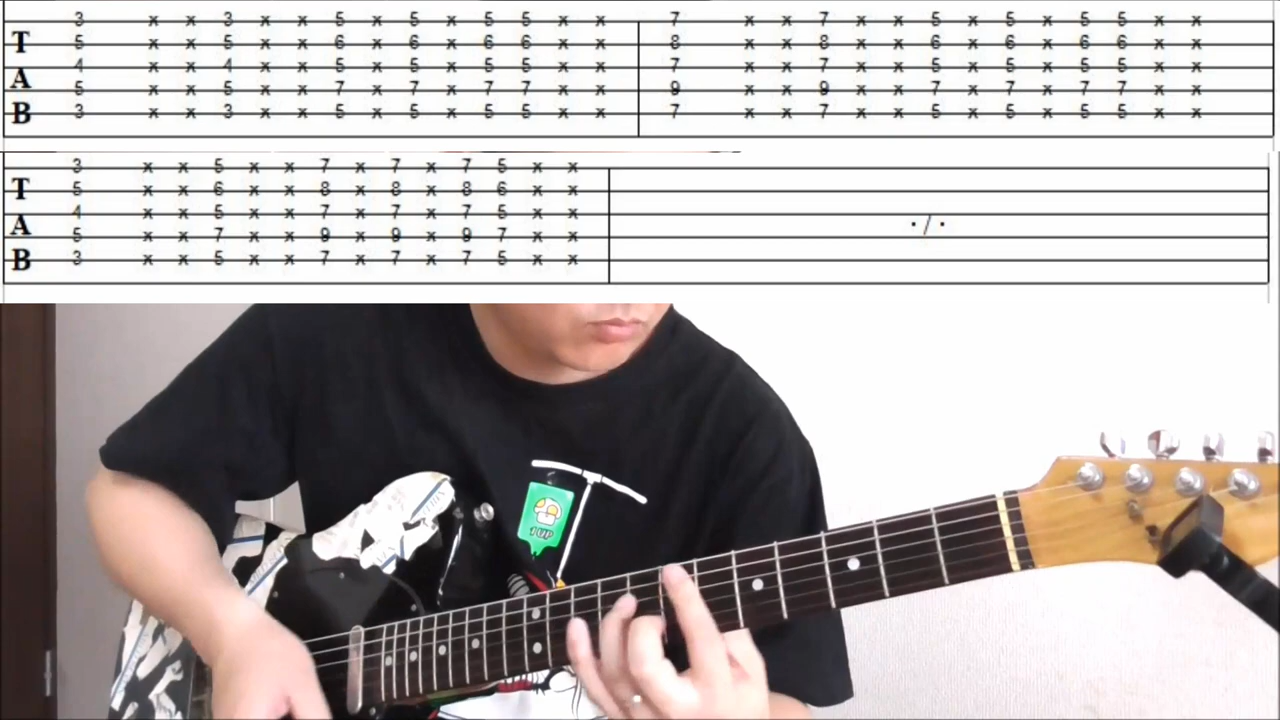 3 x x 3 x x 5 x 5 x 5 5 x x 7 x x 7 x x 5 x 5 x 5 5 x x
T 5 x x 5 x x 6 x 6 x 6 6 x x 8 x x 8 x x 6 x 6 x 6 6 x x
A 4 x x 4 x x 5 x 5 x 5 5 x x 7 x x 7 x x 5 x 5 x 5 5 x x
5 x x 5 x x 7 x 7 x 7 7 x x 9 x x 9 x x 7 x 7 x 7 7 x x
B 3 x x 3 x x 5 x 5 x 5 5 x x 7 x x 7 x x 5 x 5 x 5 5 x x
3 x x 5 x x 7 x 7 x 7 5 x x
T 5 x x 6 x x 8 x 8 x 8 6 x x
A 4 x x 5 x x 7 x 7 x 7 5 x x ·/·
5 x x 7 x x 9 x 9 x 9 7 x x
B 3 x x 5 x x 7 x 7 x 7 5 x x
1UP